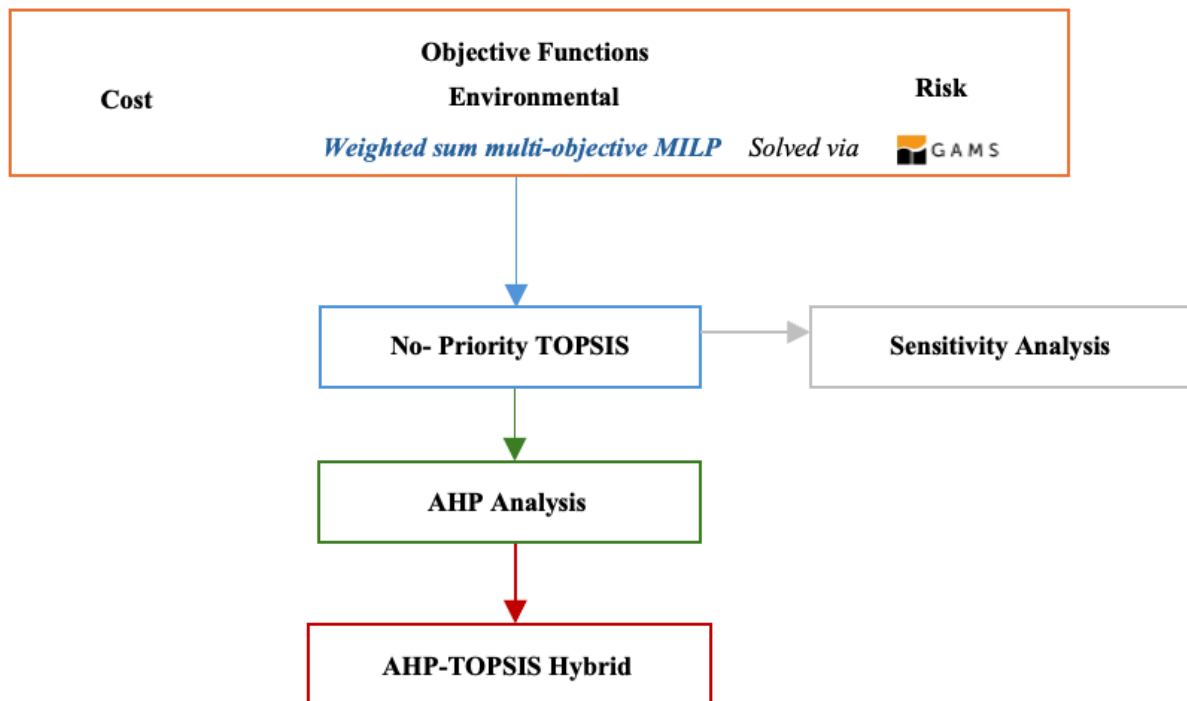 Objective Functions
Cost
Environmental
Risk
Weighted sum multi-objective MILP Solved via GAMS
No- Priority TOPSIS
Sensitivity Analysis
AHP Analysis
AHP-TOPSIS Hybrid